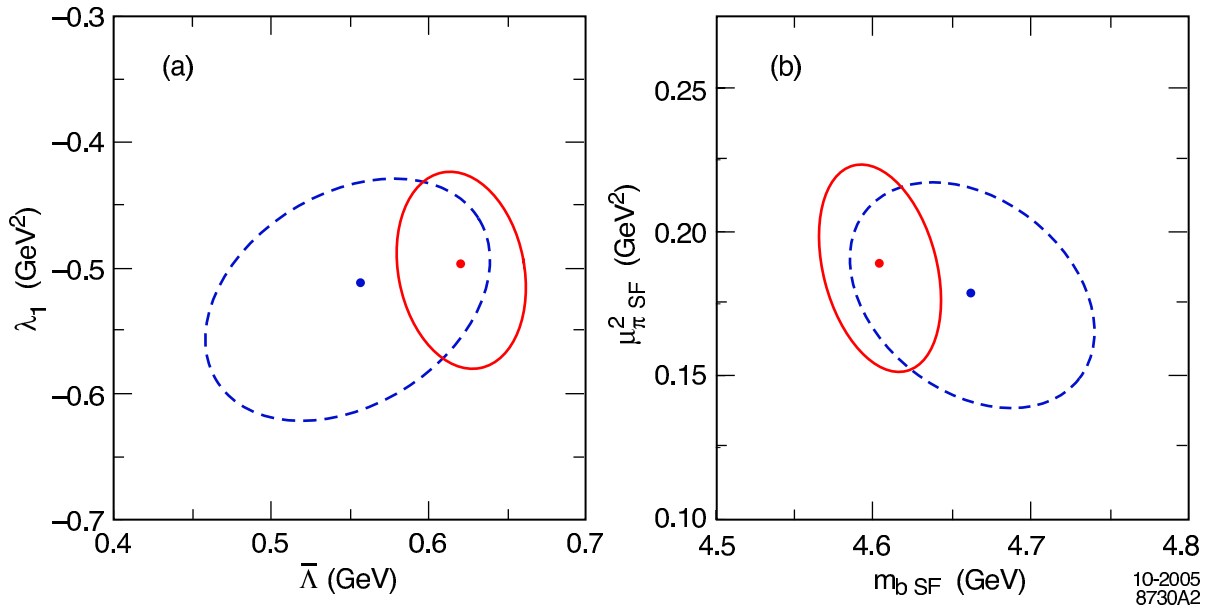 (a)
−0.3
−0.4
−0.5
−0.6
−0.7
λ1 (GeV2)
0.4 0.5 0.6 0.7
Λ̄ (GeV)
(b)
0.25
0.20
0.15
0.10
μ2π SF (GeV2)
4.5 4.6 4.7 4.8
mb SF (GeV)
10-2005
8730A2